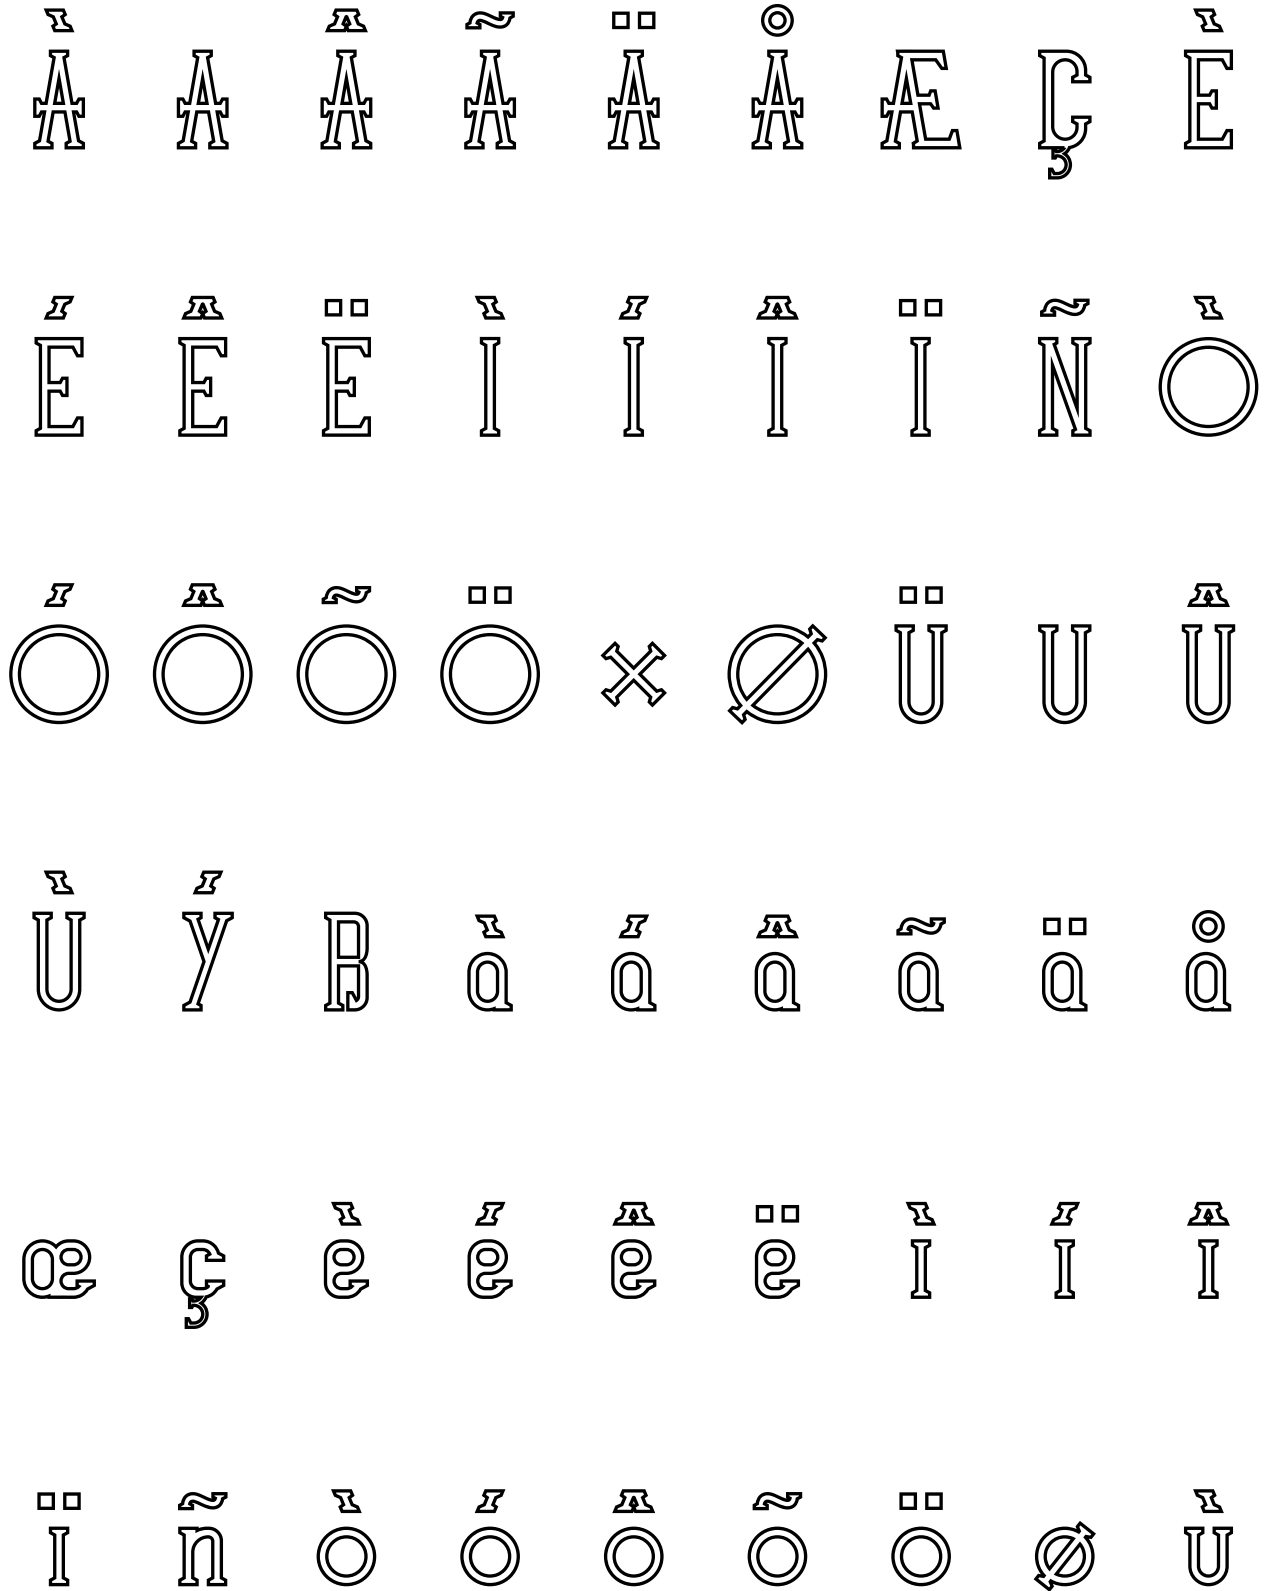 À A Â Ã Ä Å Æ Ç È
É Ê Ë Ì Í Î Ï Ñ Ò
Ó Ô Õ Ö × Ø Ü U Û
Ù Ý ß à á â ã ä å
æ ç è é ê ë ì í î
ï ñ ò ó ô õ ö ø ù